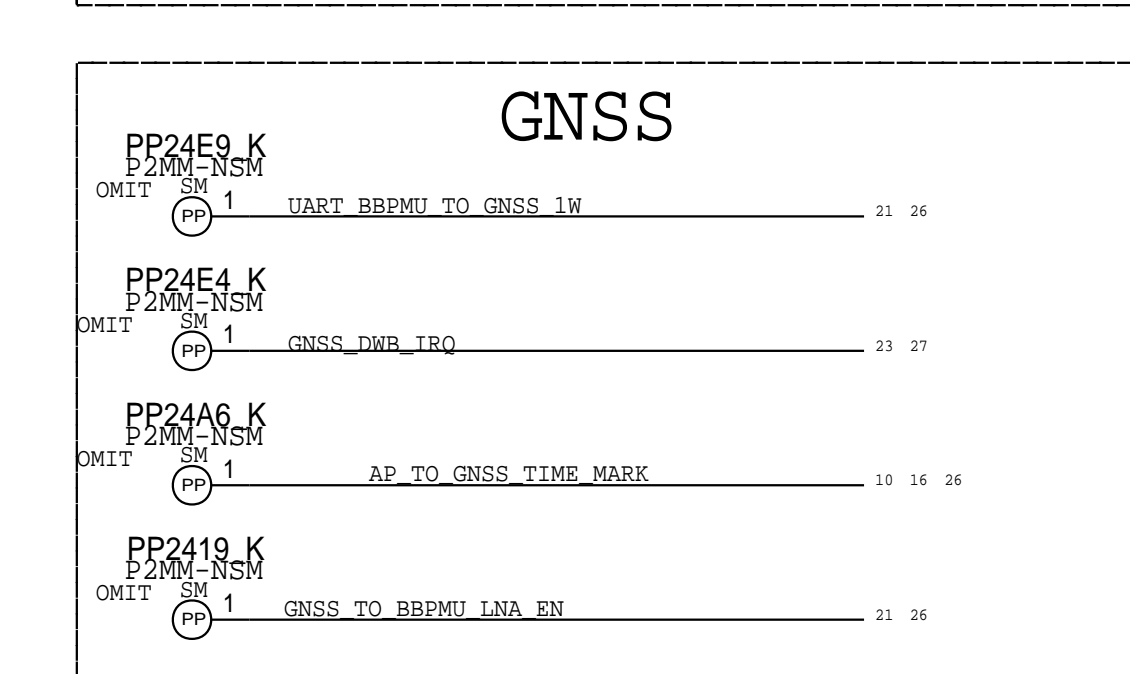 GNSS
PP24E9_K
P2MM-NSM
OMIT SM
PP 1 UART_BBPMU_TO_GNSS_1W 21 26
PP24E4_K
P2MM-NSM
OMIT SM
PP 1 GNSS_DWB_IRQ 23 27
PP24A6_K
P2MM-NSM
OMIT SM
PP 1 AP_TO_GNSS_TIME_MARK 10 16 26
PP2419_K
P2MM-NSM
OMIT SM
PP 1 GNSS_TO_BBPMU_LNA_EN 21 26